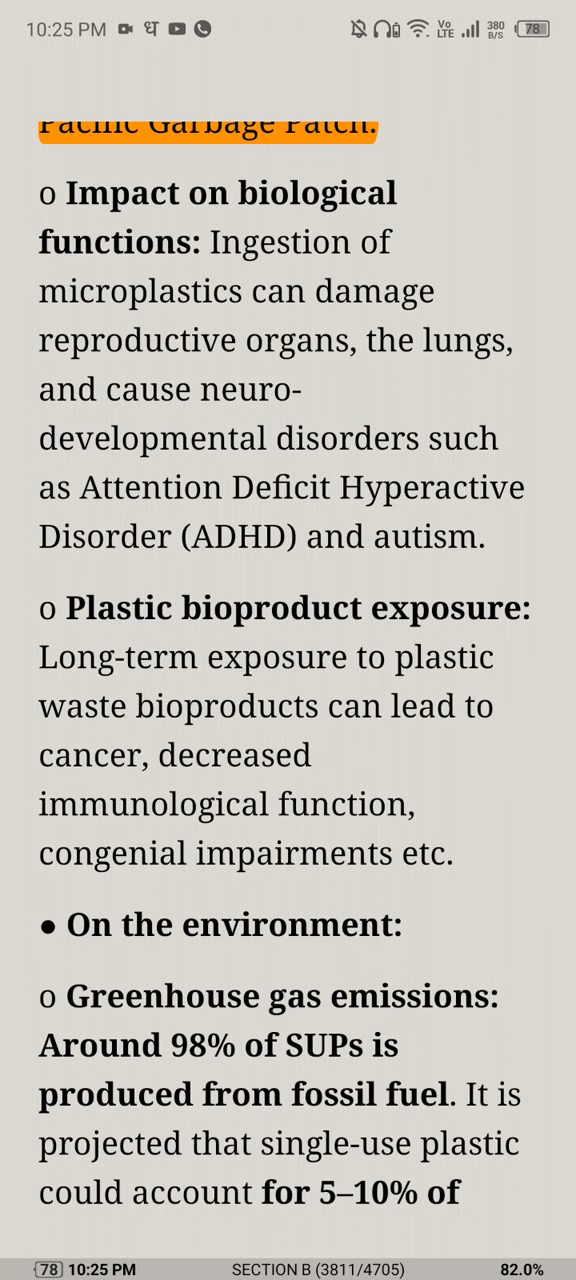 10:25 PM ध VoLTE 380 B/S 78
Pacific Garbage Patch.
o Impact on biological
functions: Ingestion of
microplastics can damage
reproductive organs, the lungs,
and cause neuro-
developmental disorders such
as Attention Deficit Hyperactive
Disorder (ADHD) and autism.
o Plastic bioproduct exposure:
Long-term exposure to plastic
waste bioproducts can lead to
cancer, decreased
immunological function,
congenial impairments etc.
● On the environment:
o Greenhouse gas emissions:
Around 98% of SUPs is
produced from fossil fuel. It is
projected that single-use plastic
could account for 5–10% of
78 10:25 PM SECTION B (3811/4705) 82.0%